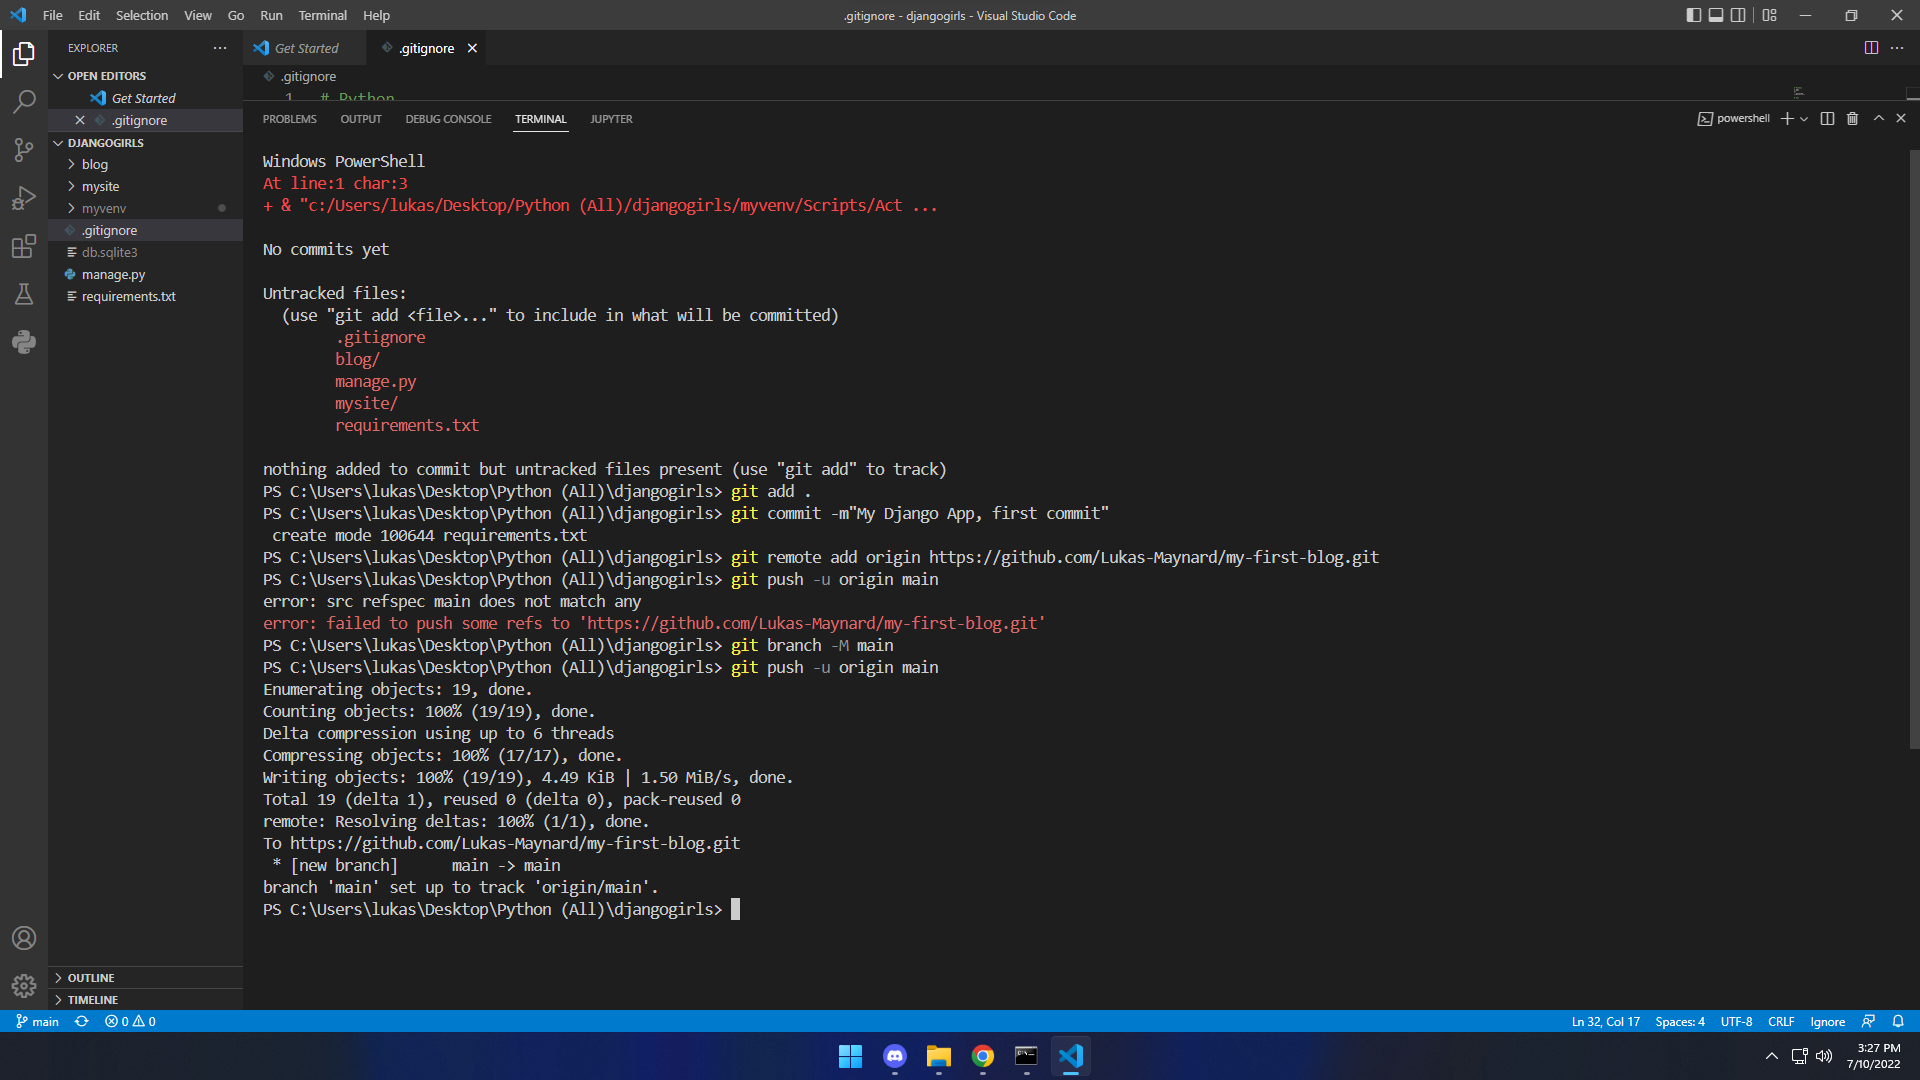 File Edit Selection View Go Run Terminal Help
.gitignore - djangogirls - Visual Studio Code
EXPLORER
OPEN EDITORS
Get Started
.gitignore
DJANGOGIRLS
blog
mysite
myvenv
.gitignore
db.sqlite3
manage.py
requirements.txt
OUTLINE
TIMELINE
Get Started
.gitignore
.gitignore
1 # Python
PROBLEMS OUTPUT DEBUG CONSOLE TERMINAL JUPYTER
powershell
Windows PowerShell
At line:1 char:3
+ & "c:/Users/lukas/Desktop/Python (All)/djangogirls/myvenv/Scripts/Act ...
No commits yet
Untracked files:
(use "git add <file>..." to include in what will be committed)
.gitignore
blog/
manage.py
mysite/
requirements.txt
nothing added to commit but untracked files present (use "git add" to track)
PS C:\Users\lukas\Desktop\Python (All)\djangogirls> git add .
PS C:\Users\lukas\Desktop\Python (All)\djangogirls> git commit -m"My Django App, first commit"
create mode 100644 requirements.txt
PS C:\Users\lukas\Desktop\Python (All)\djangogirls> git remote add origin https://github.com/Lukas-Maynard/my-first-blog.git
PS C:\Users\lukas\Desktop\Python (All)\djangogirls> git push -u origin main
error: src refspec main does not match any
error: failed to push some refs to 'https://github.com/Lukas-Maynard/my-first-blog.git'
PS C:\Users\lukas\Desktop\Python (All)\djangogirls> git branch -M main
PS C:\Users\lukas\Desktop\Python (All)\djangogirls> git push -u origin main
Enumerating objects: 19, done.
Counting objects: 100% (19/19), done.
Delta compression using up to 6 threads
Compressing objects: 100% (17/17), done.
Writing objects: 100% (19/19), 4.49 KiB | 1.50 MiB/s, done.
Total 19 (delta 1), reused 0 (delta 0), pack-reused 0
remote: Resolving deltas: 100% (1/1), done.
To https://github.com/Lukas-Maynard/my-first-blog.git
* [new branch]      main -> main
branch 'main' set up to track 'origin/main'.
PS C:\Users\lukas\Desktop\Python (All)\djangogirls>
main 0 0
Ln 32, Col 17 Spaces: 4 UTF-8 CRLF Ignore
3:27 PM
7/10/2022